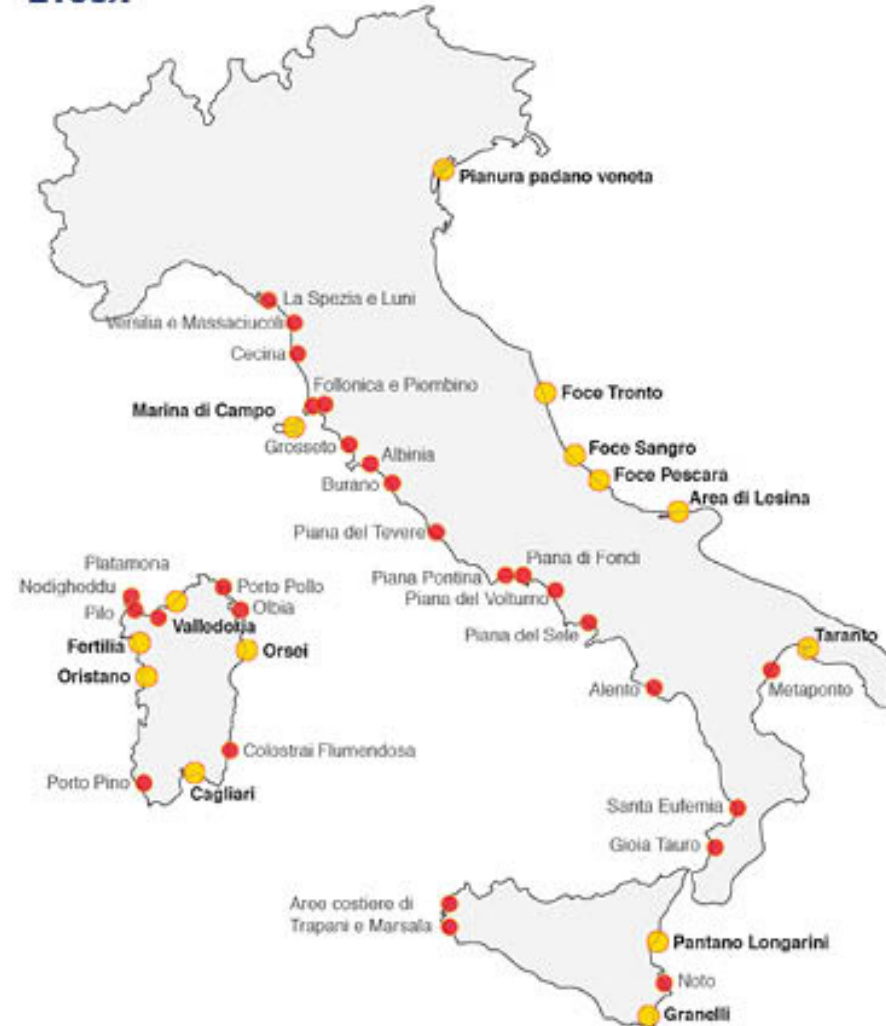 Pianura padano veneta
La Spezia e Luni
Versilia e Massaciucoli
Cecina
Follonica e Piombino
Marina di Campo
Foce Tronto
Grosseto
Albinia
Foce Sangro
Burano
Foce Pescara
Area di Lesina
Piana del Tevere
Platamona
Piana di Fondi
Nodigheddu
Porto Pollo
Piana Pontina
Pilo
Olbia
Piana del Volturno
Valledoria
Piana del Sele
Fertilia
Orsei
Taranto
Oristano
Alento
Metaponto
Colostrai Flumendosa
Porto Pino
Cagliari
Santa Eufemia
Gioia Tauro
Aree costiere di
Trapani e Marsala
Pantano Longarini
Noto
Granelli